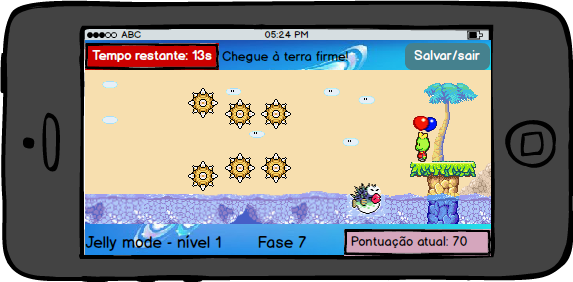 ABC 05:24 PM
Tempo restante: 13s Chegue à terra firme! Salvar/sair
Jelly mode - nível 1 Fase 7 Pontuação atual: 70